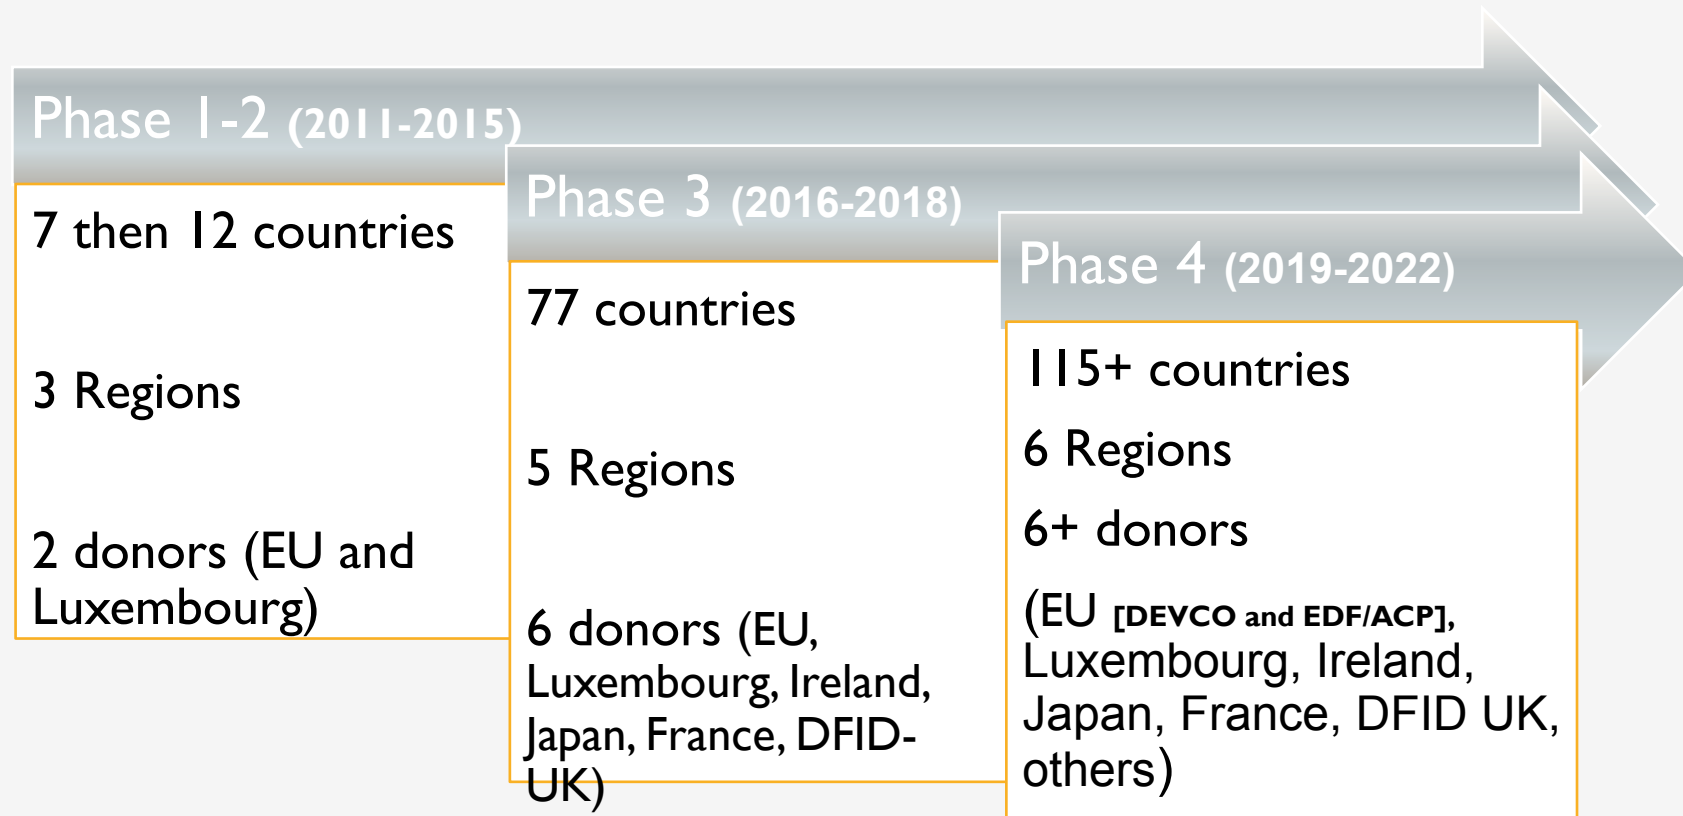 Phase 1-2 (2011-2015)
7 then 12 countries
3 Regions
2 donors (EU and
Luxembourg)
Phase 3 (2016-2018)
77 countries
5 Regions
6 donors (EU,
Luxembourg, Ireland,
Japan, France, DFID-
UK)
Phase 4 (2019-2022)
115+ countries
6 Regions
6+ donors
(EU [DEVCO and EDF/ACP],
Luxembourg, Ireland,
Japan, France, DFID UK,
others)